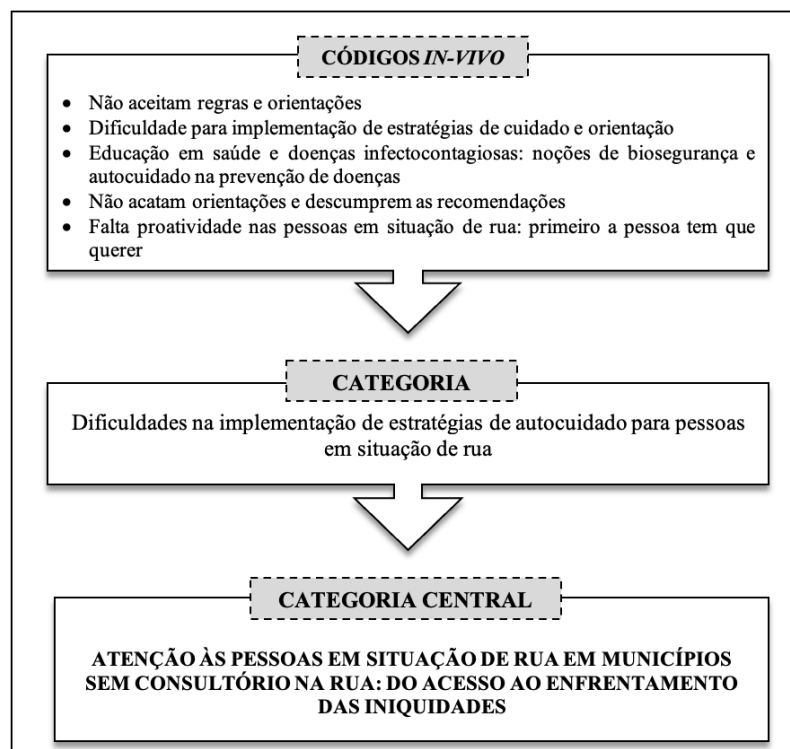 CÓDIGOS IN-VIVO
• Não aceitam regras e orientações
• Dificuldade para implementação de estratégias de cuidado e orientação
• Educação em saúde e doenças infectocontagiosas: noções de biosegurança e
autocuidado na prevenção de doenças
• Não acatam orientações e descumprem as recomendações
• Falta proatividade nas pessoas em situação de rua: primeiro a pessoa tem que
querer
CATEGORIA
Dificuldades na implementação de estratégias de autocuidado para pessoas
em situação de rua
CATEGORIA CENTRAL
ATENÇÃO ÀS PESSOAS EM SITUAÇÃO DE RUA EM MUNICÍPIOS
SEM CONSULTÓRIO NA RUA: DO ACESSO AO ENFRENTAMENTO
DAS INIQUIDADES